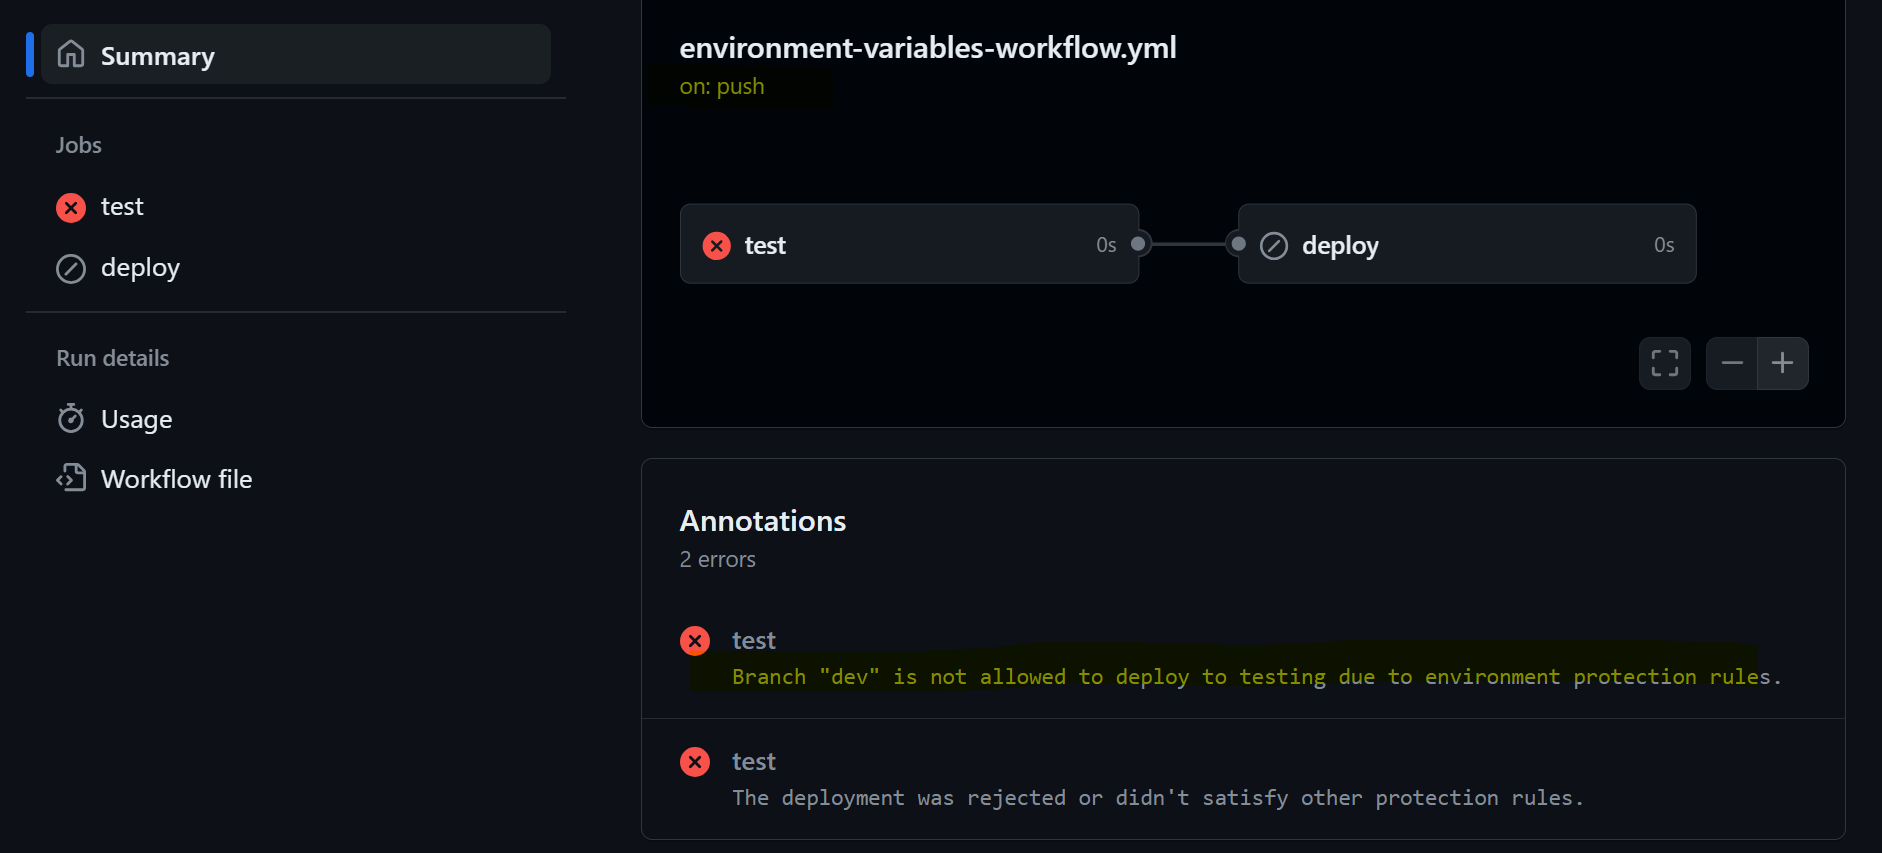 Summary
Jobs
test
deploy
Run details
Usage
Workflow file
environment-variables-workflow.yml
on: push
test 0s
deploy 0s
Annotations
2 errors
test
Branch "dev" is not allowed to deploy to testing due to environment protection rules.
test
The deployment was rejected or didn't satisfy other protection rules.